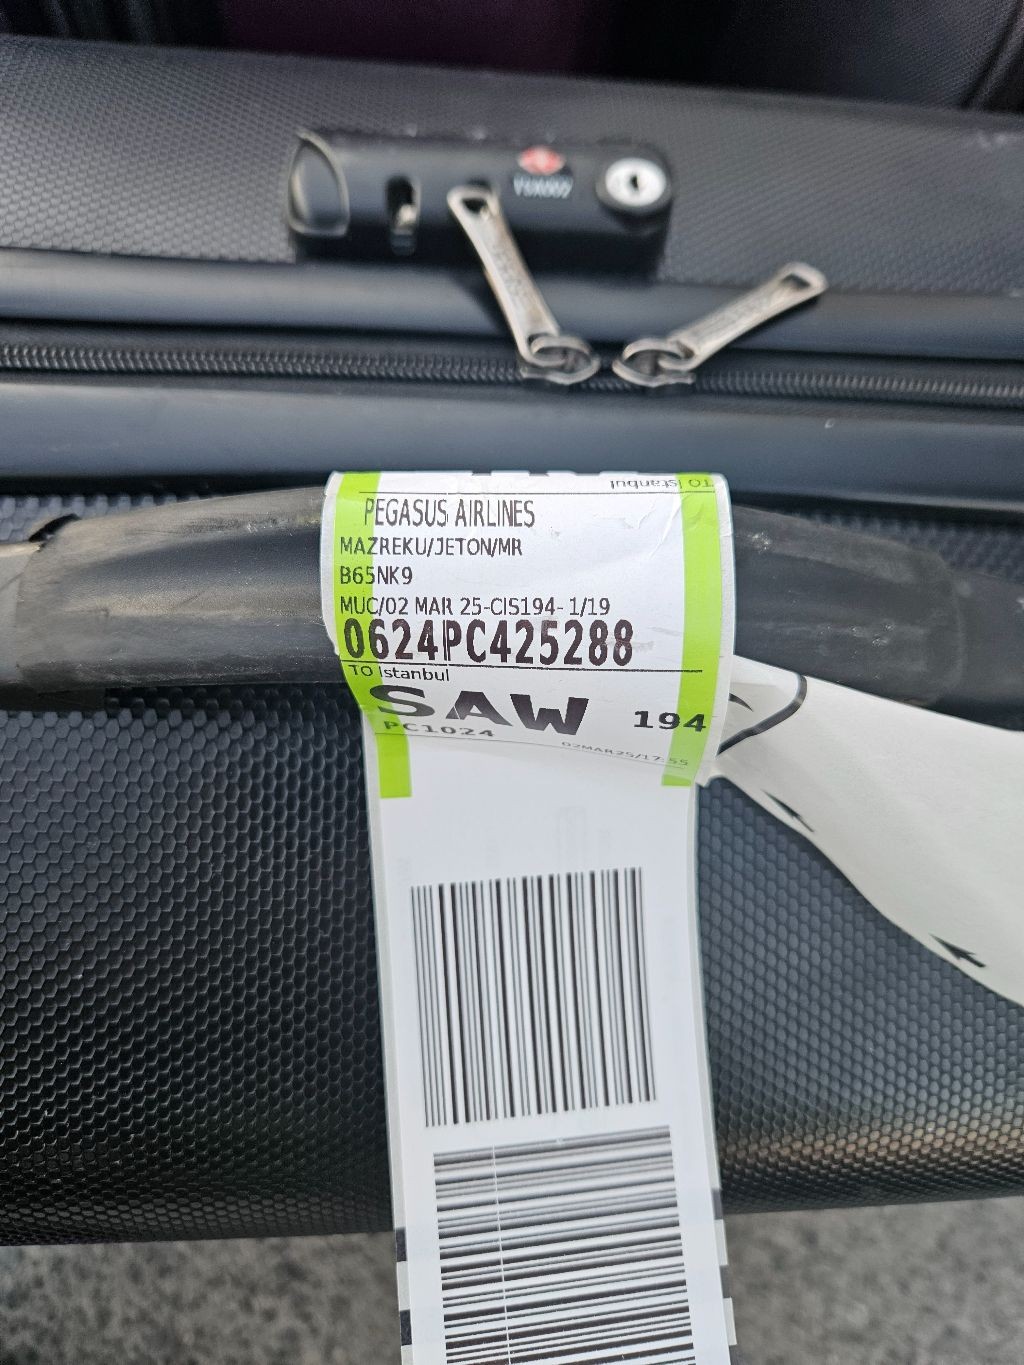 TSA002
TO Istanbul
PEGASUS AIRLINES
MAZREKU/JETON/MR
B65NK9
MUC/02 MAR 25-CIS194- 1/19
0624PC425288
TO Istanbul
SAW 194
PC1024 02MAR25/17:55